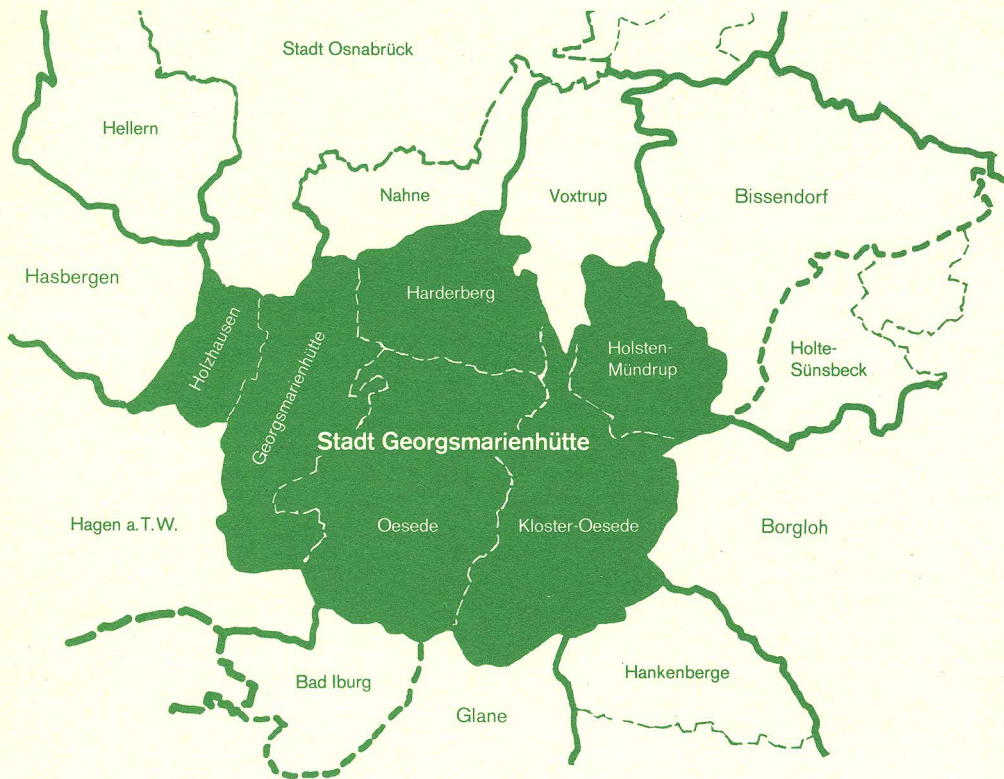 Stadt Osnabrück
Hellern
Nahne
Voxtrup
Bissendorf
Hasbergen
Harderberg
Holzhausen
Georgsmarienhütte
Holsten-
Mündrup
Holte-
Sünsbeck
Stadt Georgsmarienhütte
Hagen a.T.W.
Oesede
Kloster-Oesede
Borgloh
Bad Iburg
Hankenberge
Glane